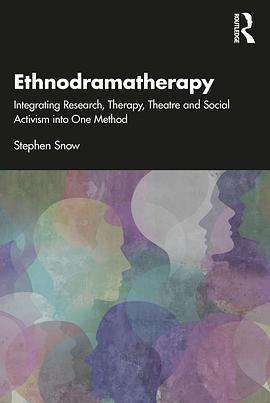 ROUTLEDGE
Ethnodramatherapy
Integrating Research, Therapy, Theatre and Social
Activism into One Method
Stephen Snow